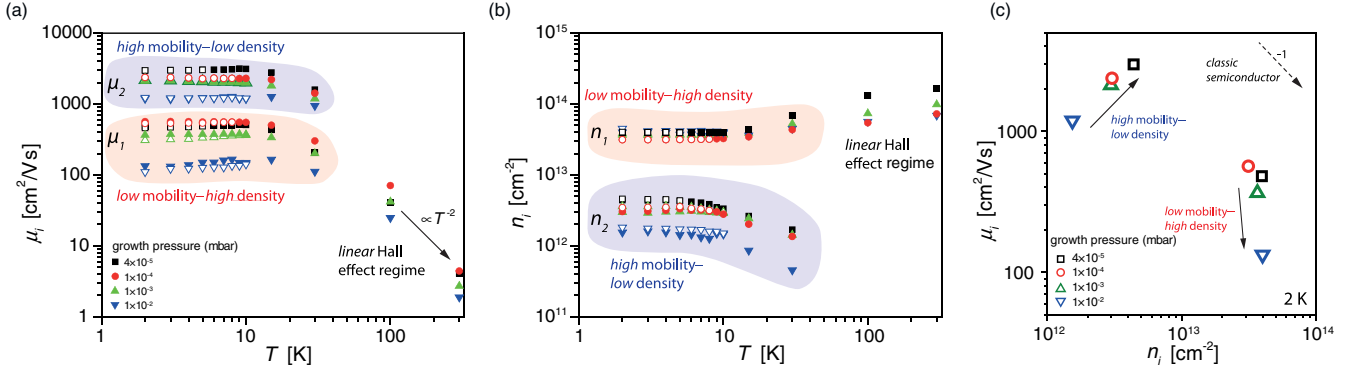 (a)
10000
1000
100
10
1
μi [cm²/Vs]
high mobility–low density
μ2
μ1
low mobility–high density
∝T⁻²
linear Hall
effect regime
growth pressure (mbar)
4×10⁻⁵
1×10⁻⁴
1×10⁻³
1×10⁻²
1
10
100
T [K]
(b)
10¹⁵
10¹⁴
10¹³
10¹²
10¹¹
ni [cm⁻²]
low mobility–high density
n1
linear Hall
effect regime
n2
high mobility–
low density
1
10
100
T [K]
(c)
1000
100
μi [cm²/Vs]
–1
classic
semiconductor
high mobility–
low density
low mobility–
high density
growth pressure (mbar)
4×10⁻⁵
1×10⁻⁴
1×10⁻³
1×10⁻²
2 K
10¹²
10¹³
10¹⁴
ni [cm⁻²]